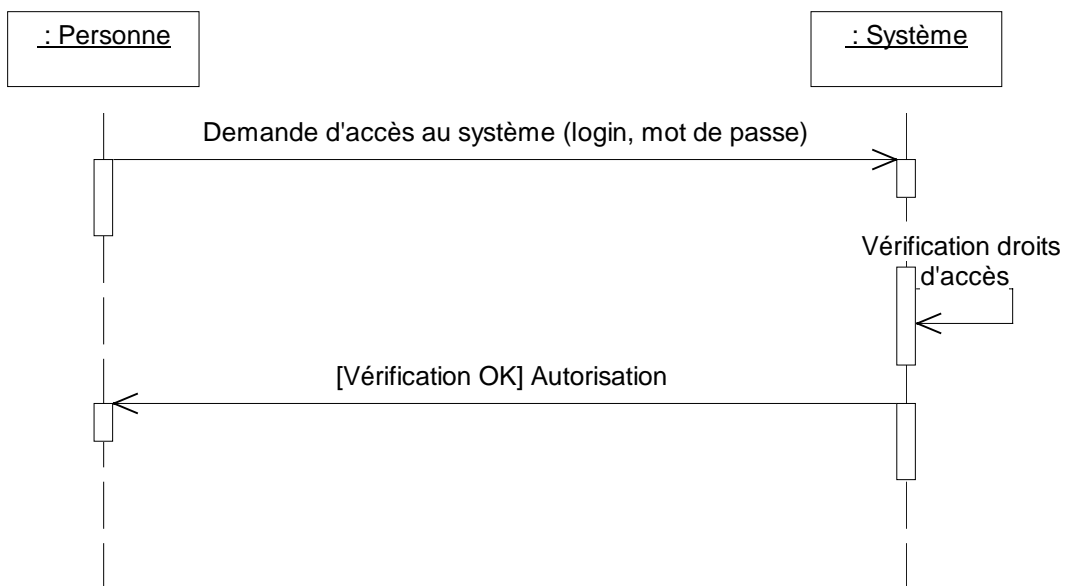 : Personne
: Système
Demande d'accès au système (login, mot de passe)
Vérification droits
d'accès
[Vérification OK] Autorisation